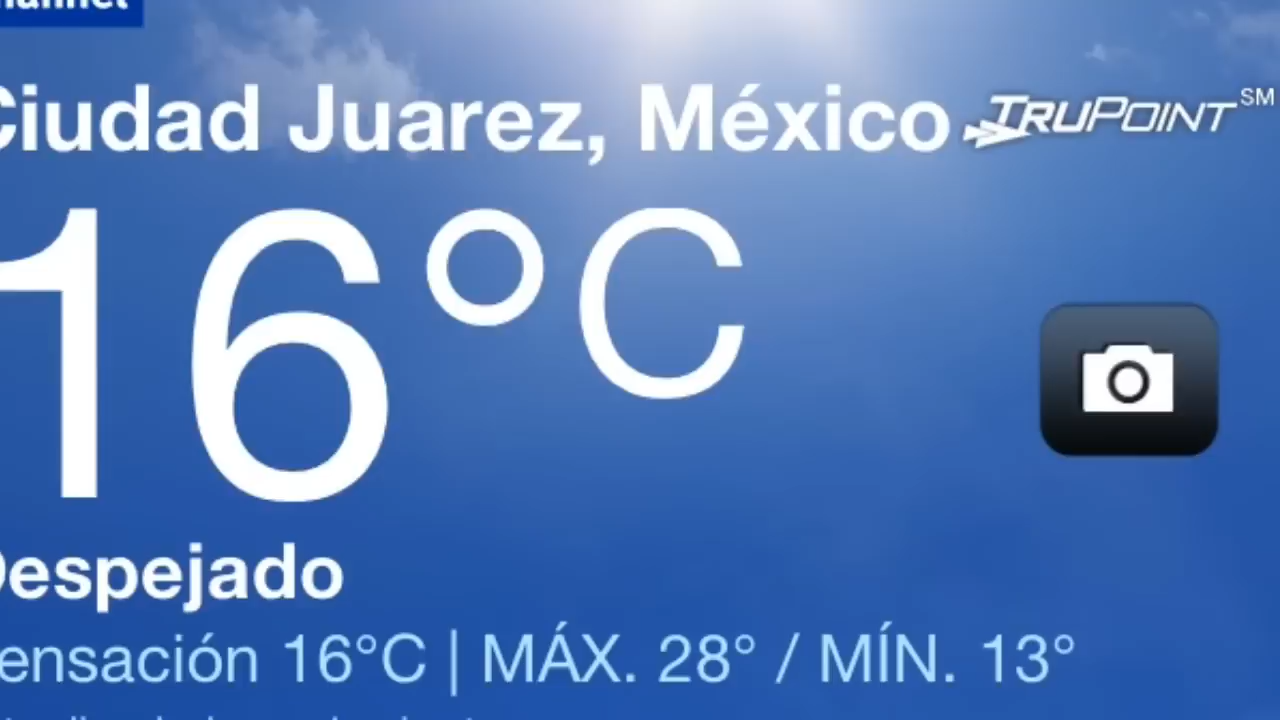 Ciudad Juarez, México TRUPOINT SM
16°C
Despejado
ensación 16°C | MÁX. 28° / MÍN. 13°